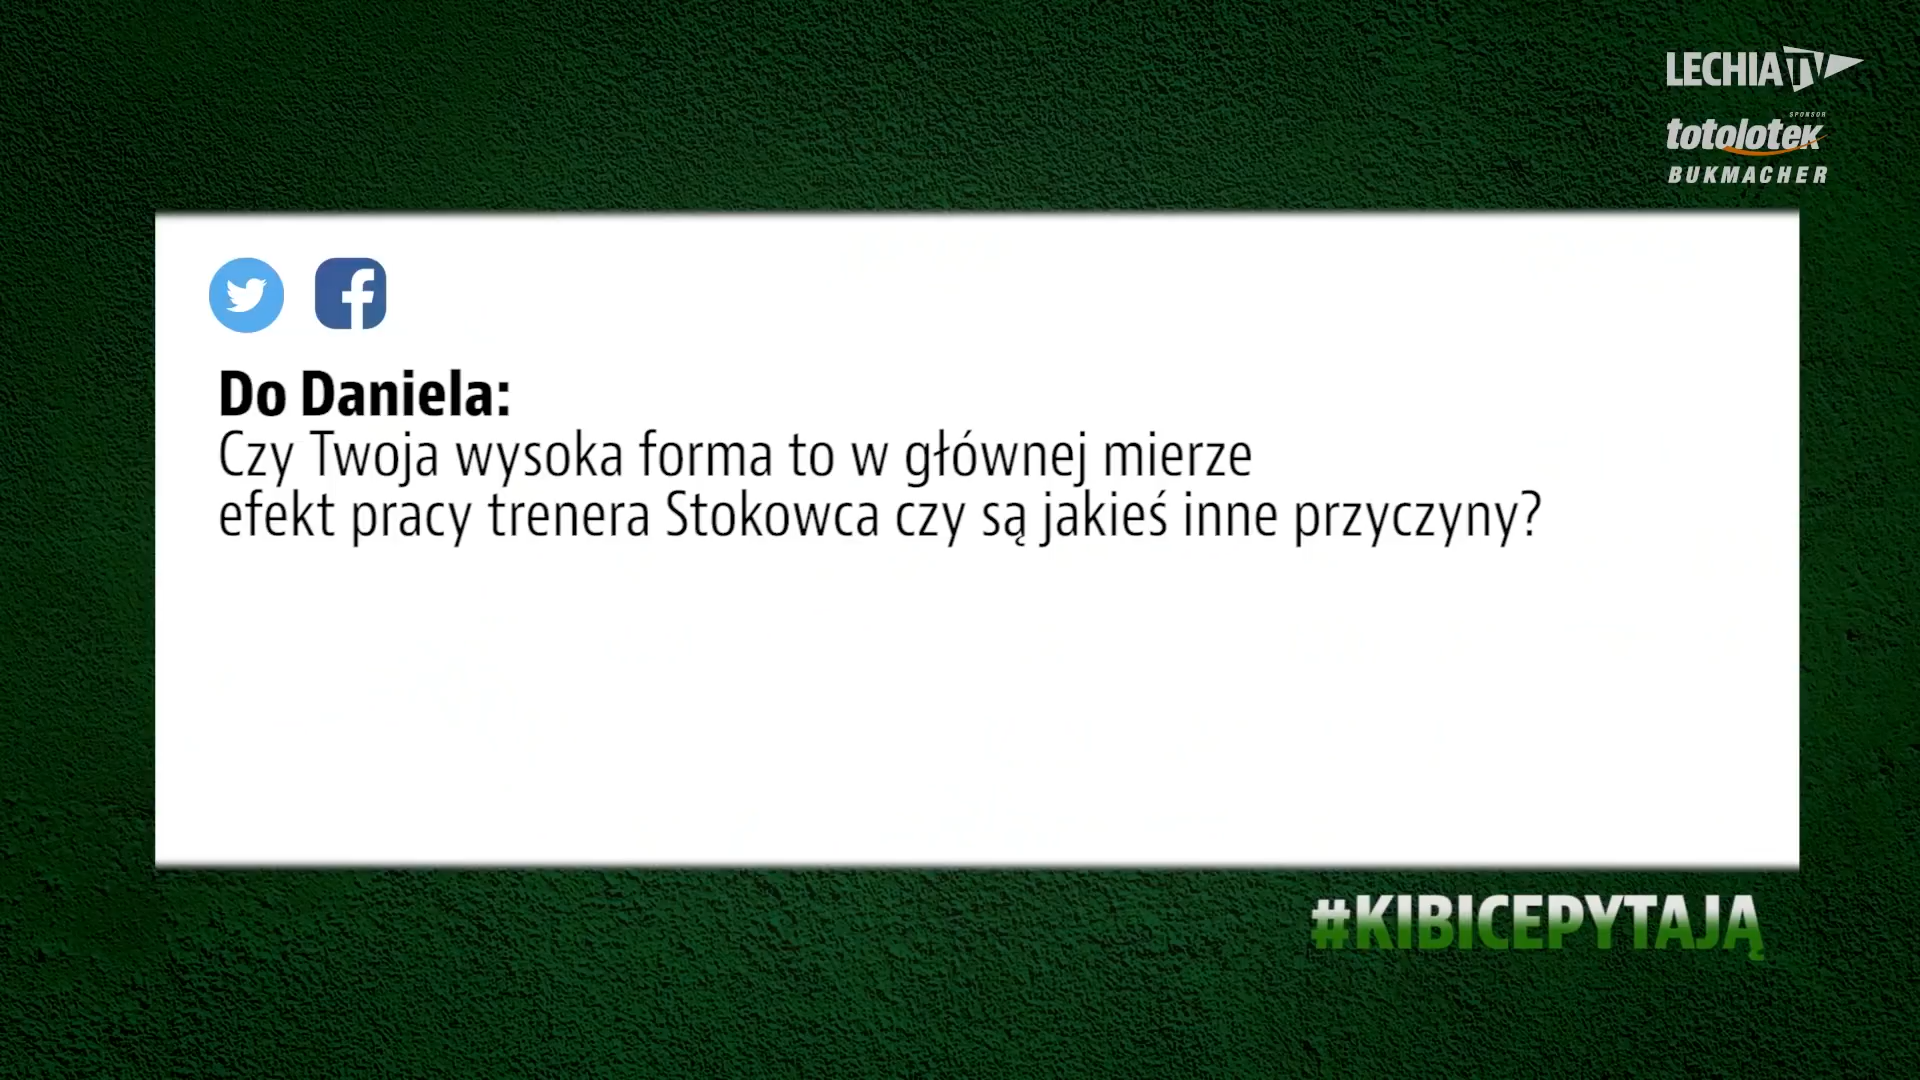 LECHIA TV
SPONSOR
totolotek
BUKMACHER
Do Daniela:
Czy Twoja wysoka forma to w głównej mierze
efekt pracy trenera Stokowca czy są jakieś inne przyczyny?
#KIBICEPYTAJĄ